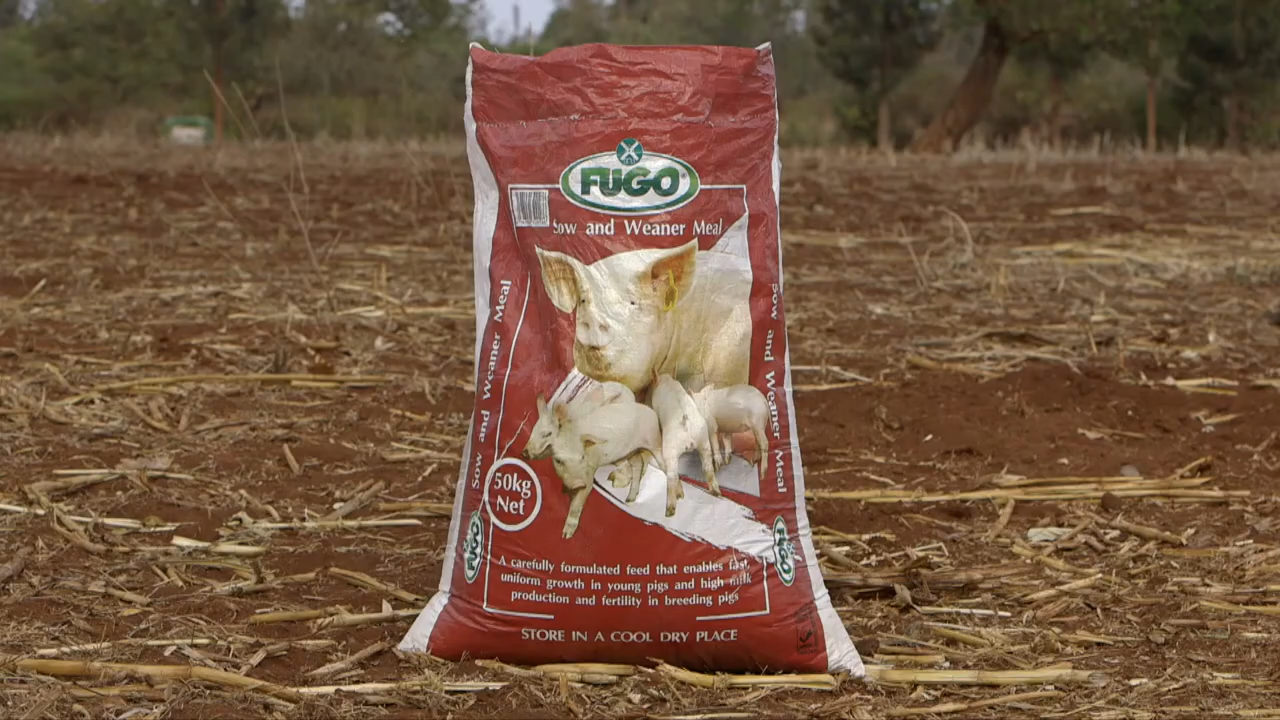 FUGO
Sow and Weaner Meal
Sow and Weaner Meal
Sow and Weaner Meal
50kg
Net
FUGO
FUGO
A carefully formulated feed that enables fast,
uniform growth in young pigs and high milk
production and fertility in breeding pigs
STORE IN A COOL DRY PLACE